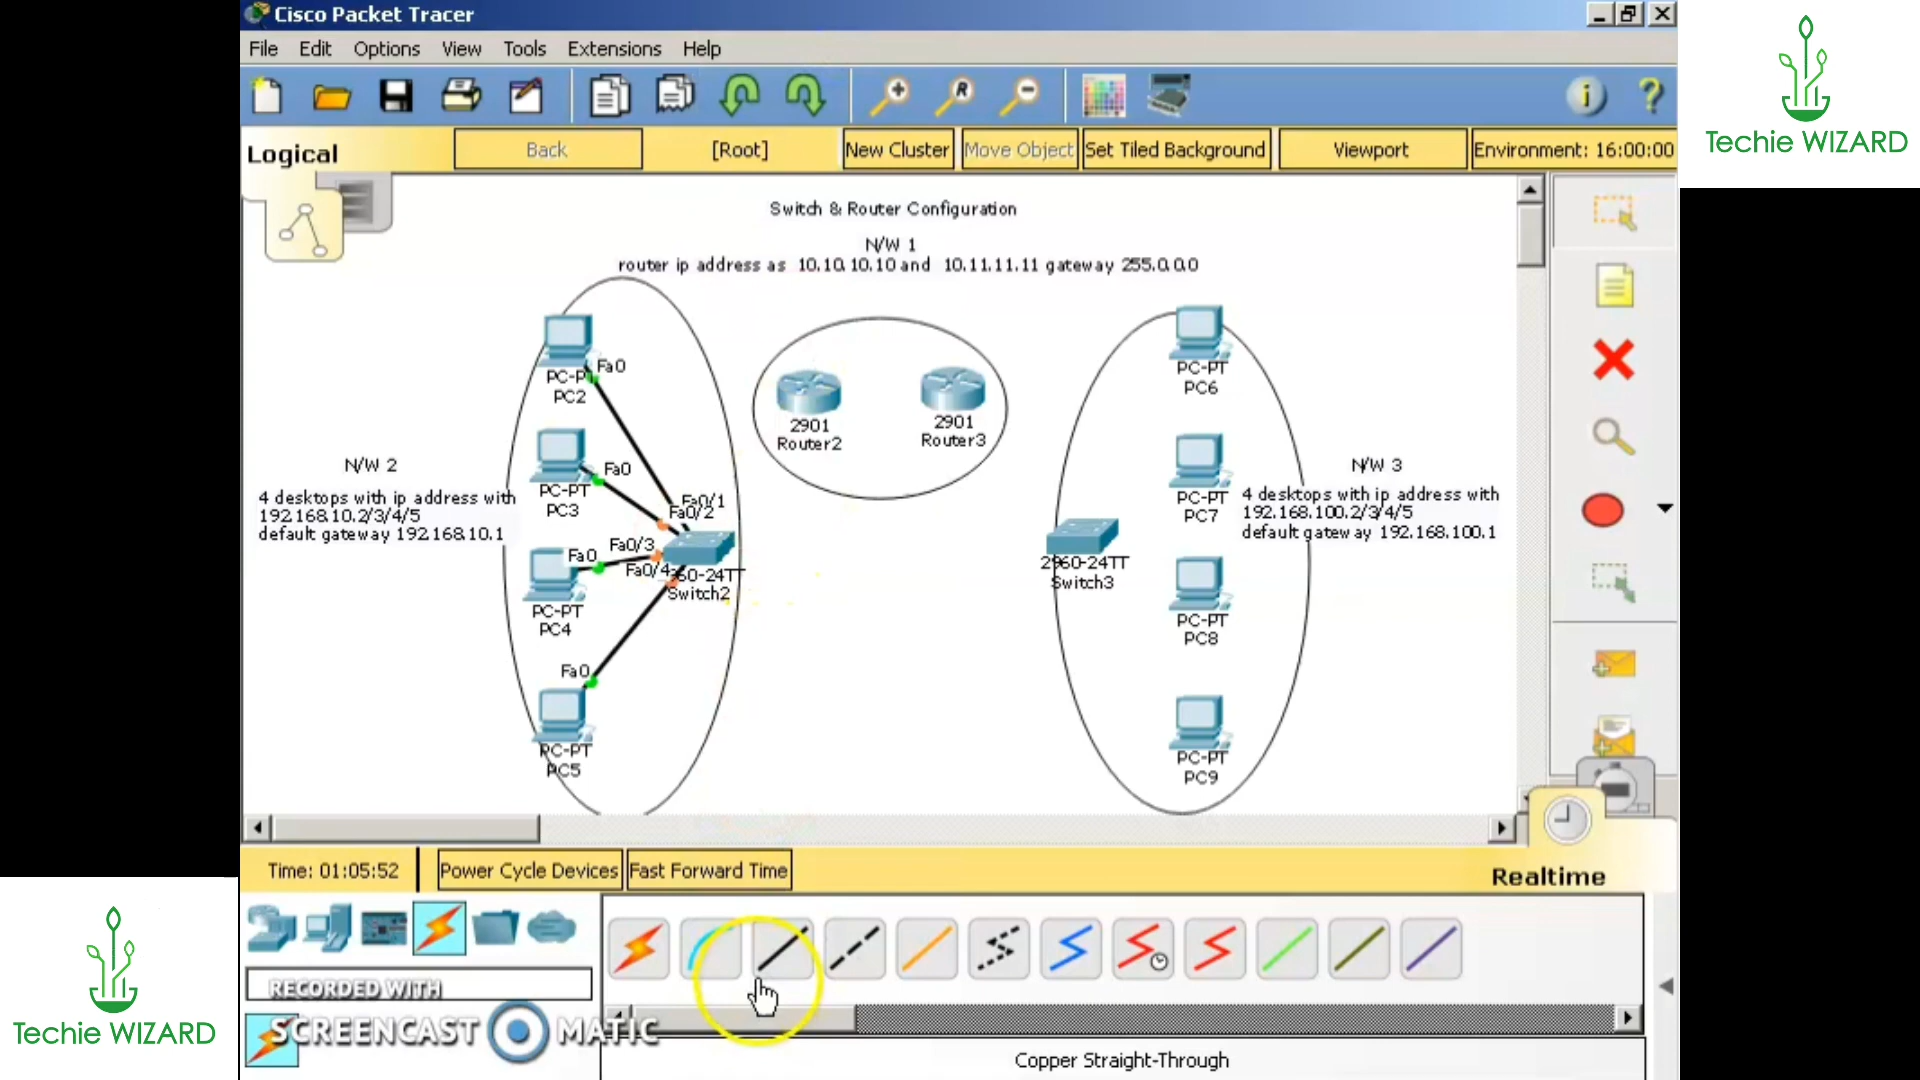 Cisco Packet Tracer
File Edit Options View Tools Extensions Help
Techie WIZARD
Logical
Back
[Root]
New Cluster
Move Object
Set Tiled Background
Viewport
Environment: 16:00:00
Switch & Router Configuration
N/W 1
router ip address as 10.10.10.10 and 10.11.11.11 gateway 255.0.0.0
Fa0
PC-PT
PC2
2901
Router2
2901
Router3
PC-PT
PC6
N/W 2
4 desktops with ip address with
192.168.10.2/3/4/5
default gateway 192.168.10.1
Fa0
PC-PT
PC3
Fa0/1
Fa0/2
Fa0/3
Fa0/4
Fa0
PC-PT
PC4
2960-24TT
Switch2
Fa0
PC-PT
PC5
2960-24TT
Switch3
PC-PT
PC7
N/W 3
4 desktops with ip address with
192.168.100.2/3/4/5
default gateway 192.168.100.1
PC-PT
PC8
PC-PT
PC9
Time: 01:05:52
Power Cycle Devices
Fast Forward Time
Realtime
RECORDED WITH
SCREENCAST MATIC
Techie WIZARD
Copper Straight-Through